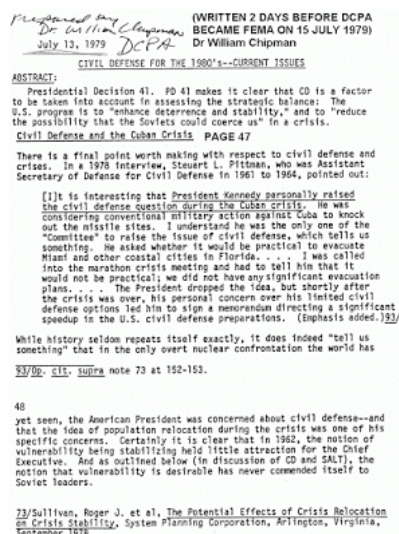 Prepared by
Dr. William Chipman
DCPA
July 13, 1979
(WRITTEN 2 DAYS BEFORE DCPA
BECAME FEMA ON 15 JULY 1979)
Dr William Chipman
CIVIL DEFENSE FOR THE 1980's--CURRENT ISSUES
ABSTRACT:
Presidential Decision 41. PD 41 makes it clear that CD is a factor
to be taken into account in assessing the strategic balance: The
U.S. program is to "enhance deterrence and stability," and to "reduce
the possibility that the Soviets could coerce us" in a crisis.
Civil Defense and the Cuban Crisis PAGE 47
There is a final point worth making with respect to civil defense and
crises. In a 1978 interview, Steuart L. Pittman, who was Assistant
Secretary of Defense for Civil Defense in 1961 to 1964, pointed out:
[I]t is interesting that President Kennedy personally raised
the civil defense question during the Cuban crisis. He was
considering conventional military action against Cuba to knock
out the missile sites. I understand he was the only one of the
"Committee" to raise the issue of civil defense, which tells us
something. He asked whether it would be practical to evacuate
Miami and other coastal cities in Florida. . . . I was called
into the marathon crisis meeting and had to tell him that it
would not be practical; we did not have any significant evacuation
plans. . . . The President dropped the idea, but shortly after
the crisis was over, his personal concern over his limited civil
defense options led him to sign a memorandum directing a significant
speedup in the U.S. civil defense preparations. (Emphasis added.)93/
While history seldom repeats itself exactly, it does indeed "tell us
something" that in the only overt nuclear confrontation the world has
93/Op. cit. supra note 73 at 152-153.
48
yet seen, the American President was concerned about civil defense--and
that the idea of population relocation during the crisis was one of his
specific concerns. Certainly it is clear that in 1962, the notion of
vulnerability being stabilizing held little attraction for the Chief
Executive. And as outlined below (in discussion of CD and SALT), the
notion that vulnerability is desirable has never commended itself to
Soviet leaders.
73/Sullivan, Roger J. et al, The Potential Effects of Crisis Relocation
on Crisis Stability, System Planning Corporation, Arlington, Virginia,
September 1978